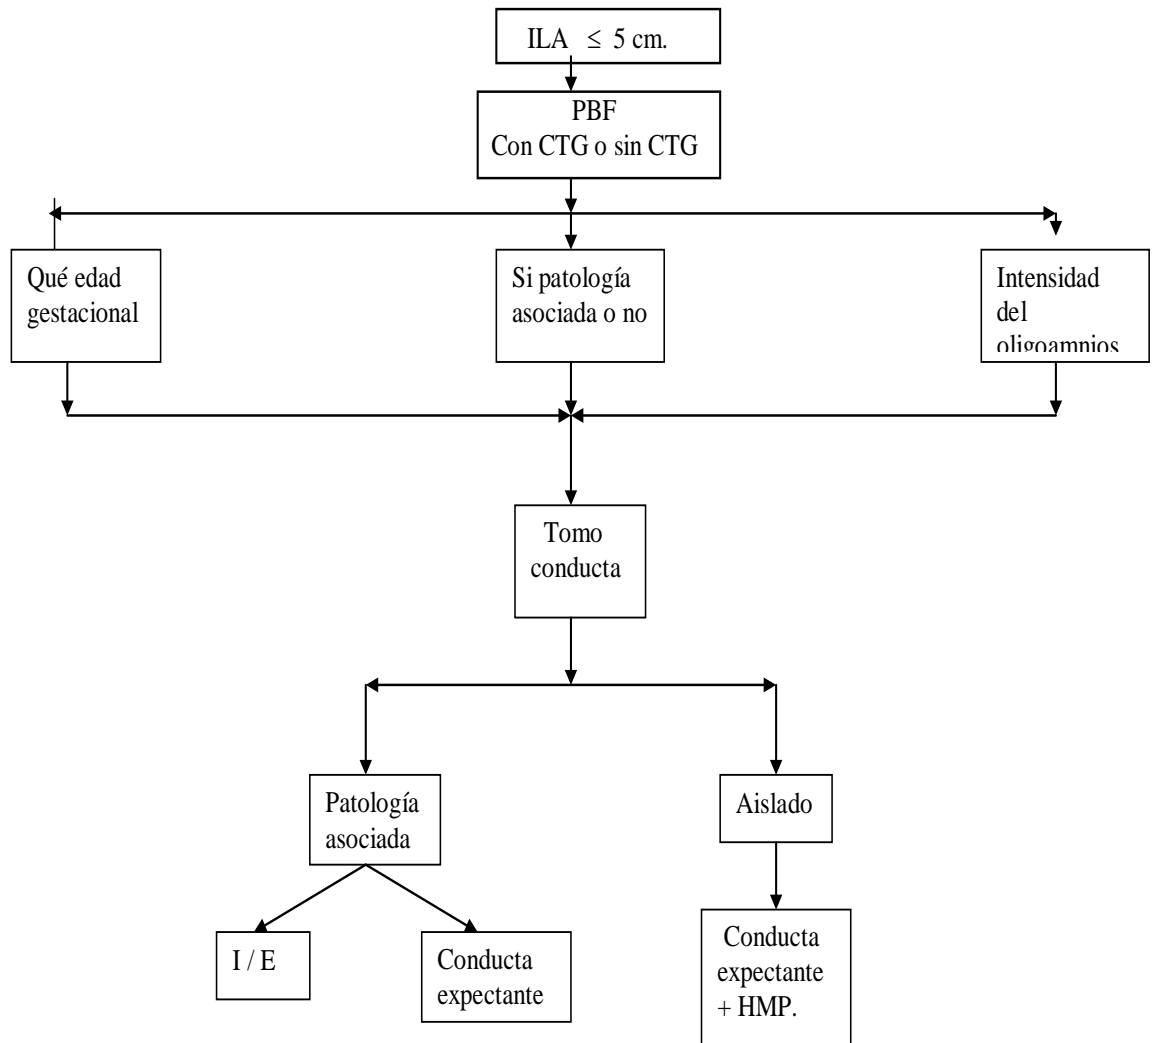 ILA ≤ 5 cm.
PBF
Con CTG o sin CTG
Qué edad
gestacional
Si patología
asociada o no
Intensidad
del
oligoamnios
Tomo
conducta
Patología
asociada
Aislado
I / E
Conducta
expectante
Conducta
expectante
+ HMP.